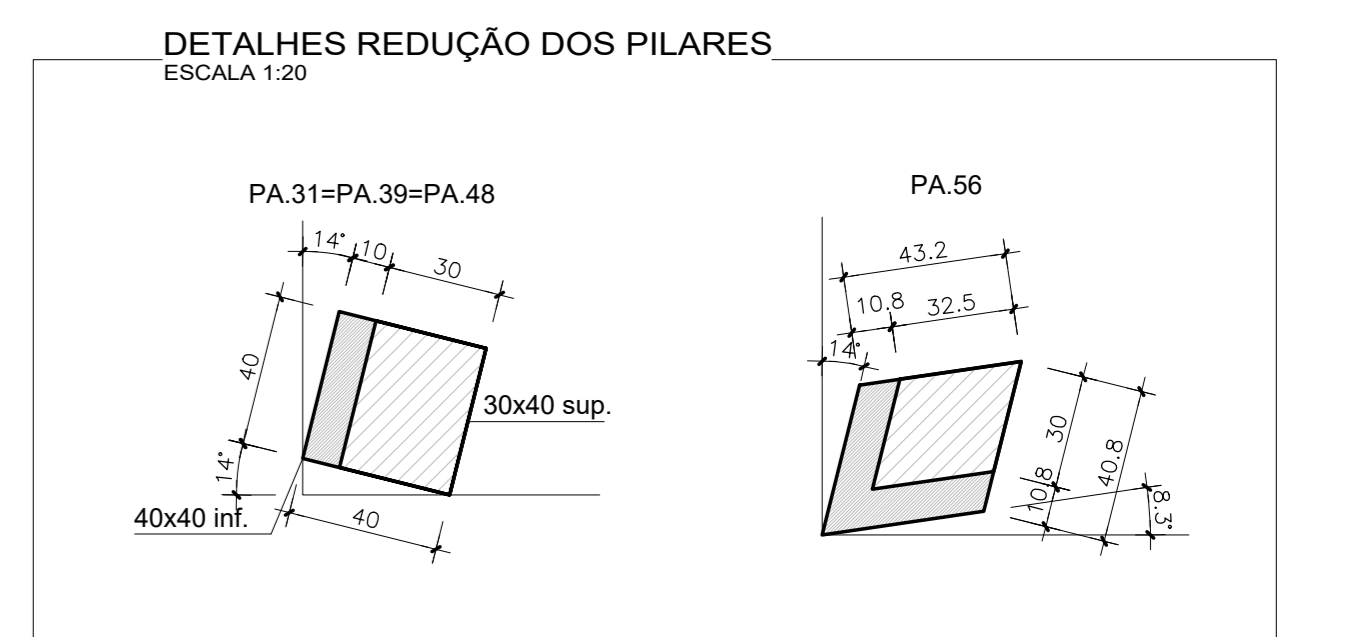 DETALHES REDUÇÃO DOS PILARES
ESCALA 1:20
PA.31=PA.39=PA.48
14°
10
30
40
14°
40
30x40 sup.
40x40 inf.
PA.56
43.2
10.8
32.5
14°
30
40.8
10.8
8.3°